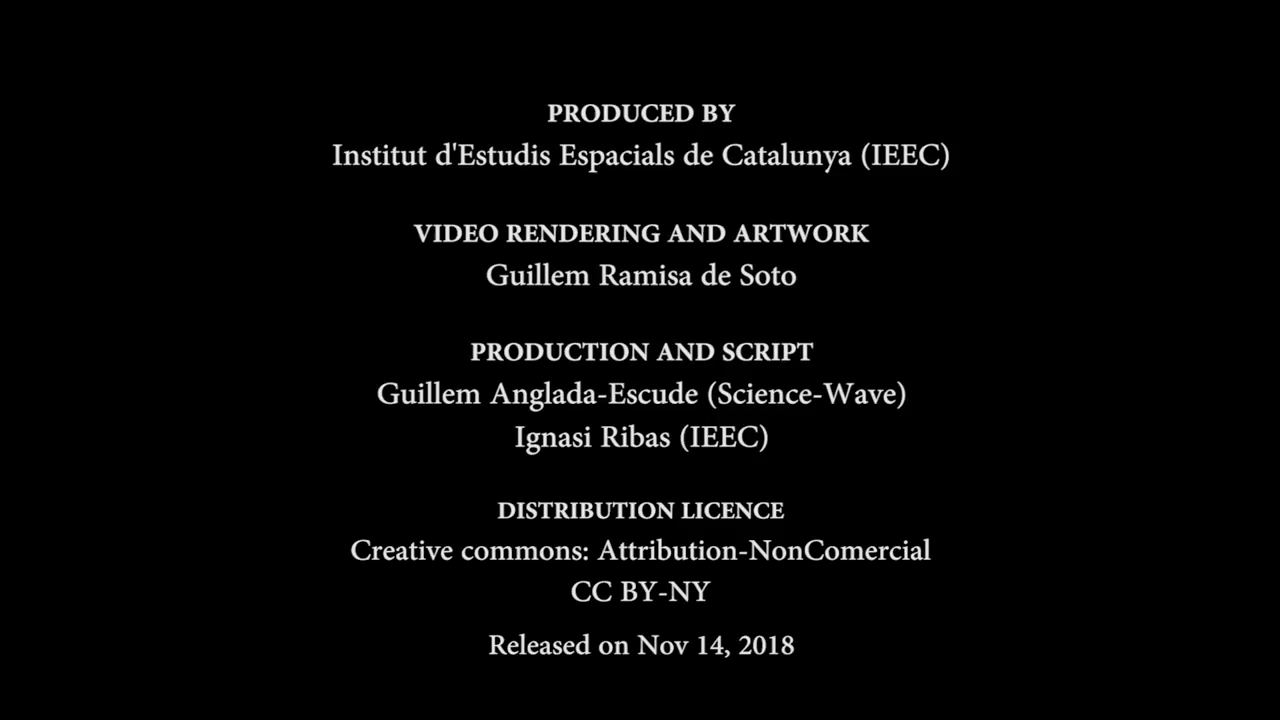 PRODUCED BY
Institut d'Estudis Espacials de Catalunya (IEEC)
VIDEO RENDERING AND ARTWORK
Guillem Ramisa de Soto
PRODUCTION AND SCRIPT
Guillem Anglada-Escude (Science-Wave)
Ignasi Ribas (IEEC)
DISTRIBUTION LICENCE
Creative commons: Attribution-NonComercial
CC BY-NY
Released on Nov 14, 2018